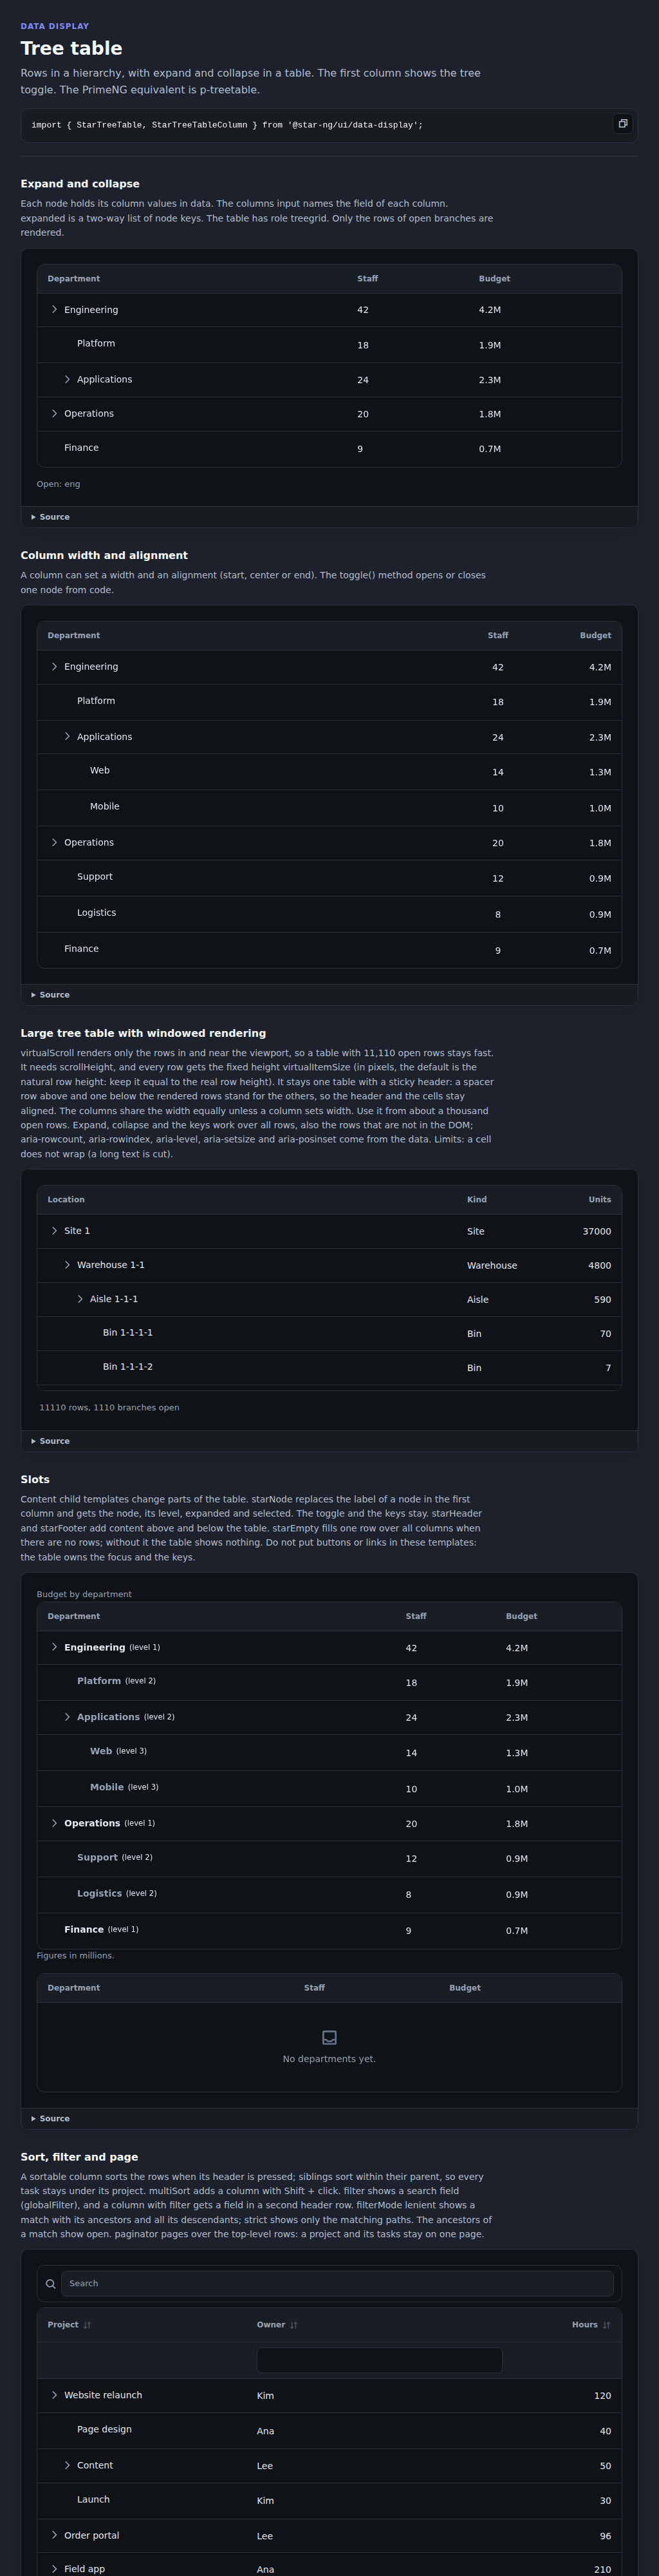 DATA DISPLAY
Tree table
Rows in a hierarchy, with expand and collapse in a table. The first column shows the tree
toggle. The PrimeNG equivalent is p-treetable.
import { StarTreeTable, StarTreeTableColumn } from '@star-ng/ui/data-display';
Expand and collapse
Each node holds its column values in data. The columns input names the field of each column.
expanded is a two-way list of node keys. The table has role treegrid. Only the rows of open branches are
rendered.
Department Staff Budget
Engineering 42 4.2M
Platform 18 1.9M
Applications 24 2.3M
Operations 20 1.8M
Finance 9 0.7M
Open: eng
Source
Column width and alignment
A column can set a width and an alignment (start, center or end). The toggle() method opens or closes
one node from code.
Department Staff Budget
Engineering 42 4.2M
Platform 18 1.9M
Applications 24 2.3M
Web 14 1.3M
Mobile 10 1.0M
Operations 20 1.8M
Support 12 0.9M
Logistics 8 0.9M
Finance 9 0.7M
Source
Large tree table with windowed rendering
virtualScroll renders only the rows in and near the viewport, so a table with 11,110 open rows stays fast.
It needs scrollHeight, and every row gets the fixed height virtualItemSize (in pixels, the default is the
natural row height: keep it equal to the real row height). It stays one table with a sticky header: a spacer
row above and one below the rendered rows stand for the others, so the header and the cells stay
aligned. The columns share the width equally unless a column sets width. Use it from about a thousand
open rows. Expand, collapse and the keys work over all rows, also the rows that are not in the DOM;
aria-rowcount, aria-rowindex, aria-level, aria-setsize and aria-posinset come from the data. Limits: a cell
does not wrap (a long text is cut).
Location Kind Units
Site 1 Site 37000
Warehouse 1-1 Warehouse 4800
Aisle 1-1-1 Aisle 590
Bin 1-1-1-1 Bin 70
Bin 1-1-1-2 Bin 7
11110 rows, 1110 branches open
Source
Slots
Content child templates change parts of the table. starNode replaces the label of a node in the first
column and gets the node, its level, expanded and selected. The toggle and the keys stay. starHeader
and starFooter add content above and below the table. starEmpty fills one row over all columns when
there are no rows; without it the table shows nothing. Do not put buttons or links in these templates:
the table owns the focus and the keys.
Budget by department
Department Staff Budget
Engineering (level 1) 42 4.2M
Platform (level 2) 18 1.9M
Applications (level 2) 24 2.3M
Web (level 3) 14 1.3M
Mobile (level 3) 10 1.0M
Operations (level 1) 20 1.8M
Support (level 2) 12 0.9M
Logistics (level 2) 8 0.9M
Finance (level 1) 9 0.7M
Figures in millions.
Department Staff Budget
No departments yet.
Source
Sort, filter and page
A sortable column sorts the rows when its header is pressed; siblings sort within their parent, so every
task stays under its project. multiSort adds a column with Shift + click. filter shows a search field
(globalFilter), and a column with filter gets a field in a second header row. filterMode lenient shows a
match with its ancestors and all its descendants; strict shows only the matching paths. The ancestors of
a match show open. paginator pages over the top-level rows: a project and its tasks stay on one page.
Search
Project Owner Hours
Website relaunch Kim 120
Page design Ana 40
Content Lee 50
Launch Kim 30
Order portal Lee 96
Field app Ana 210